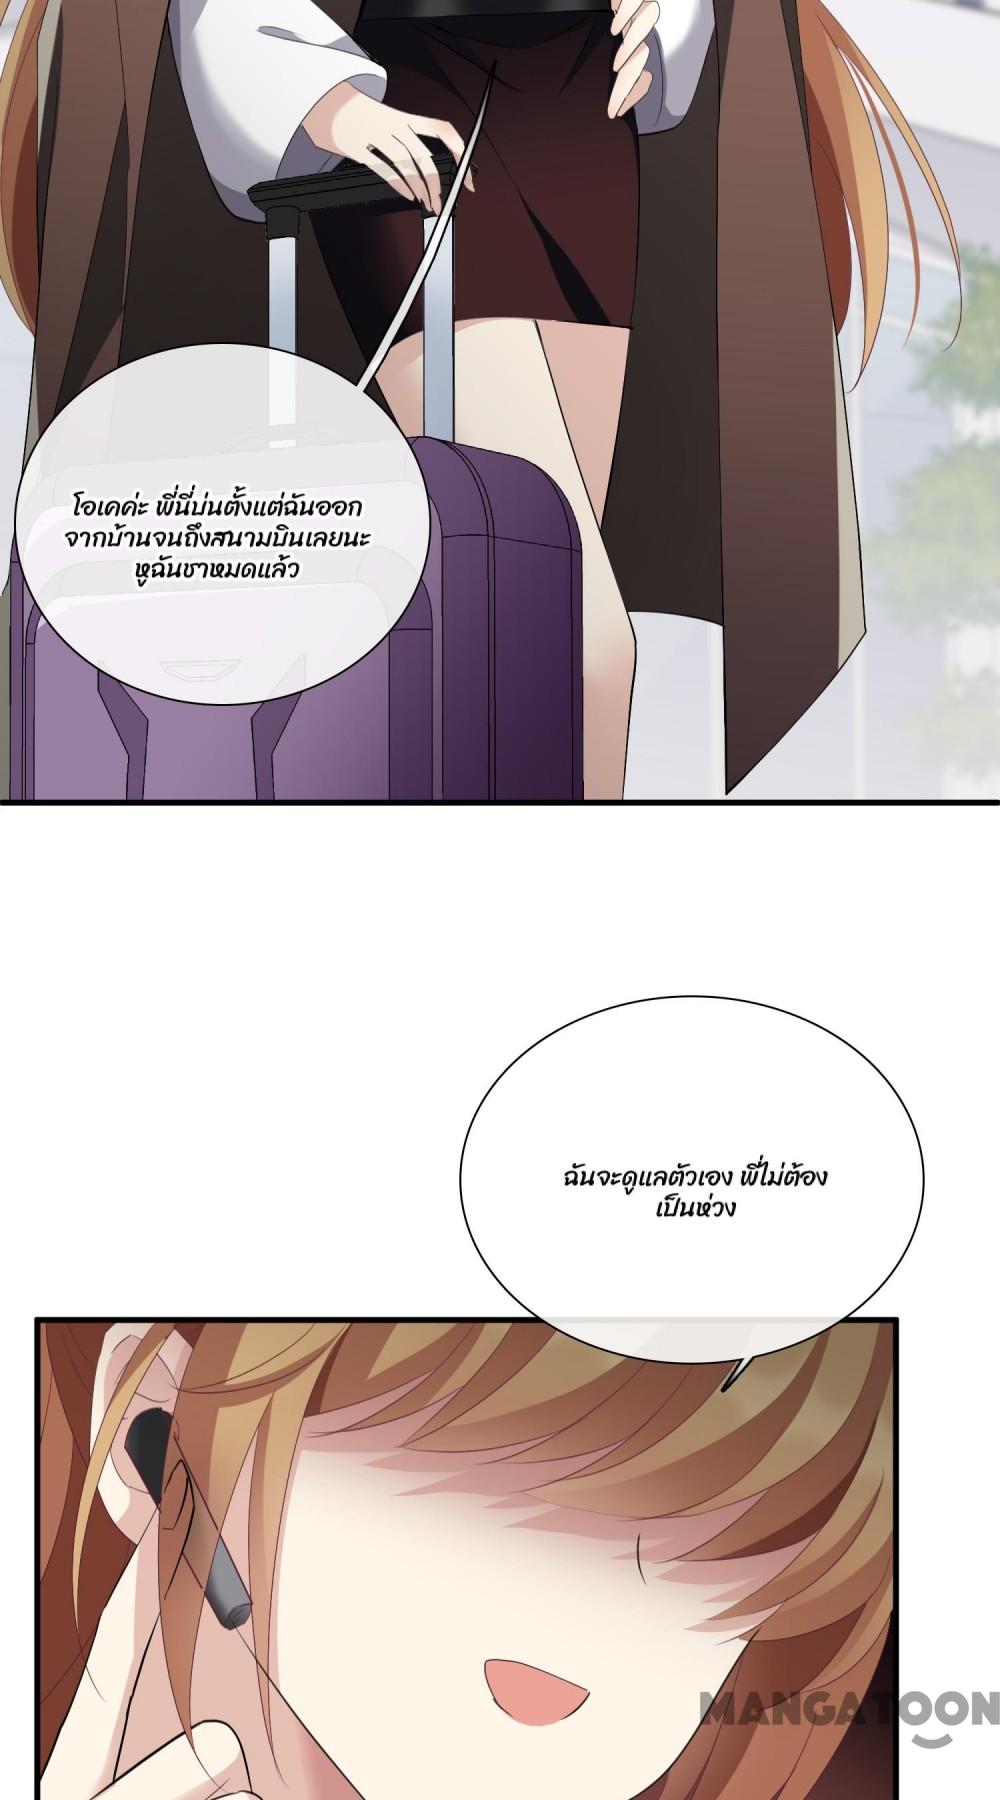 โอเคค่ะ พี่นี่บ่นตั้งแต่ฉันออก
จากบ้านจนถึงสนามบินเลยนะ
หูฉันชาหมดแล้ว
ฉันจะดูแลตัวเอง พี่ไม่ต้อง
เป็นห่วง
MANGATOON